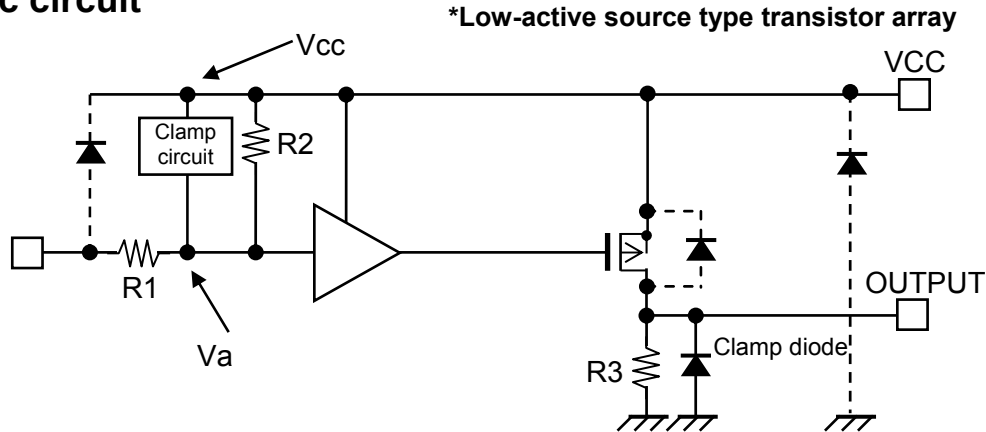 c circuit
*Low-active source type transistor array
Vcc
VCC
Clamp
circuit
R2
R1
OUTPUT
Va
Clamp diode
R3